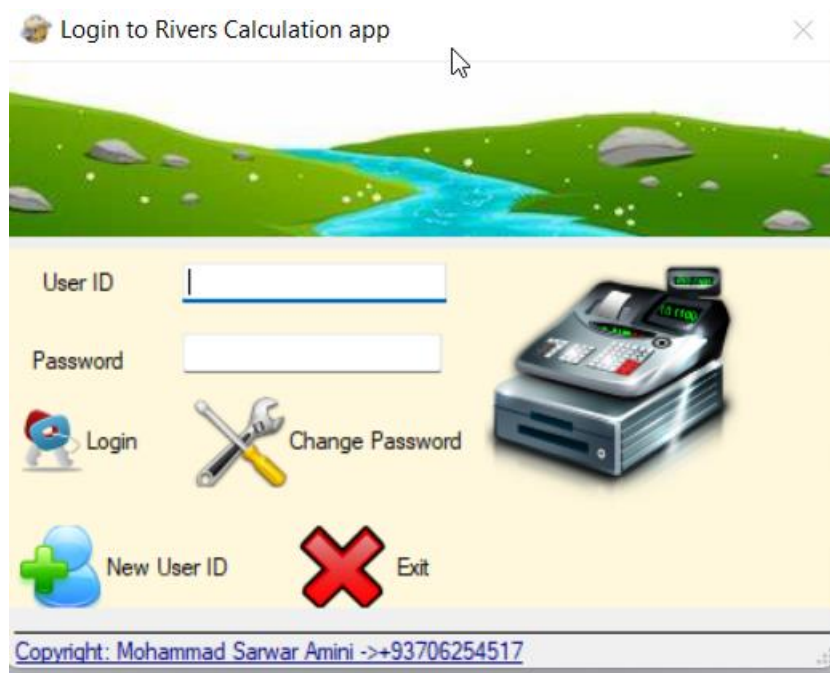 Login to Rivers Calculation app
User ID
Password
Login
Change Password
New User ID
Exit
Copyright: Mohammad Sarwar Amini ->+93706254517